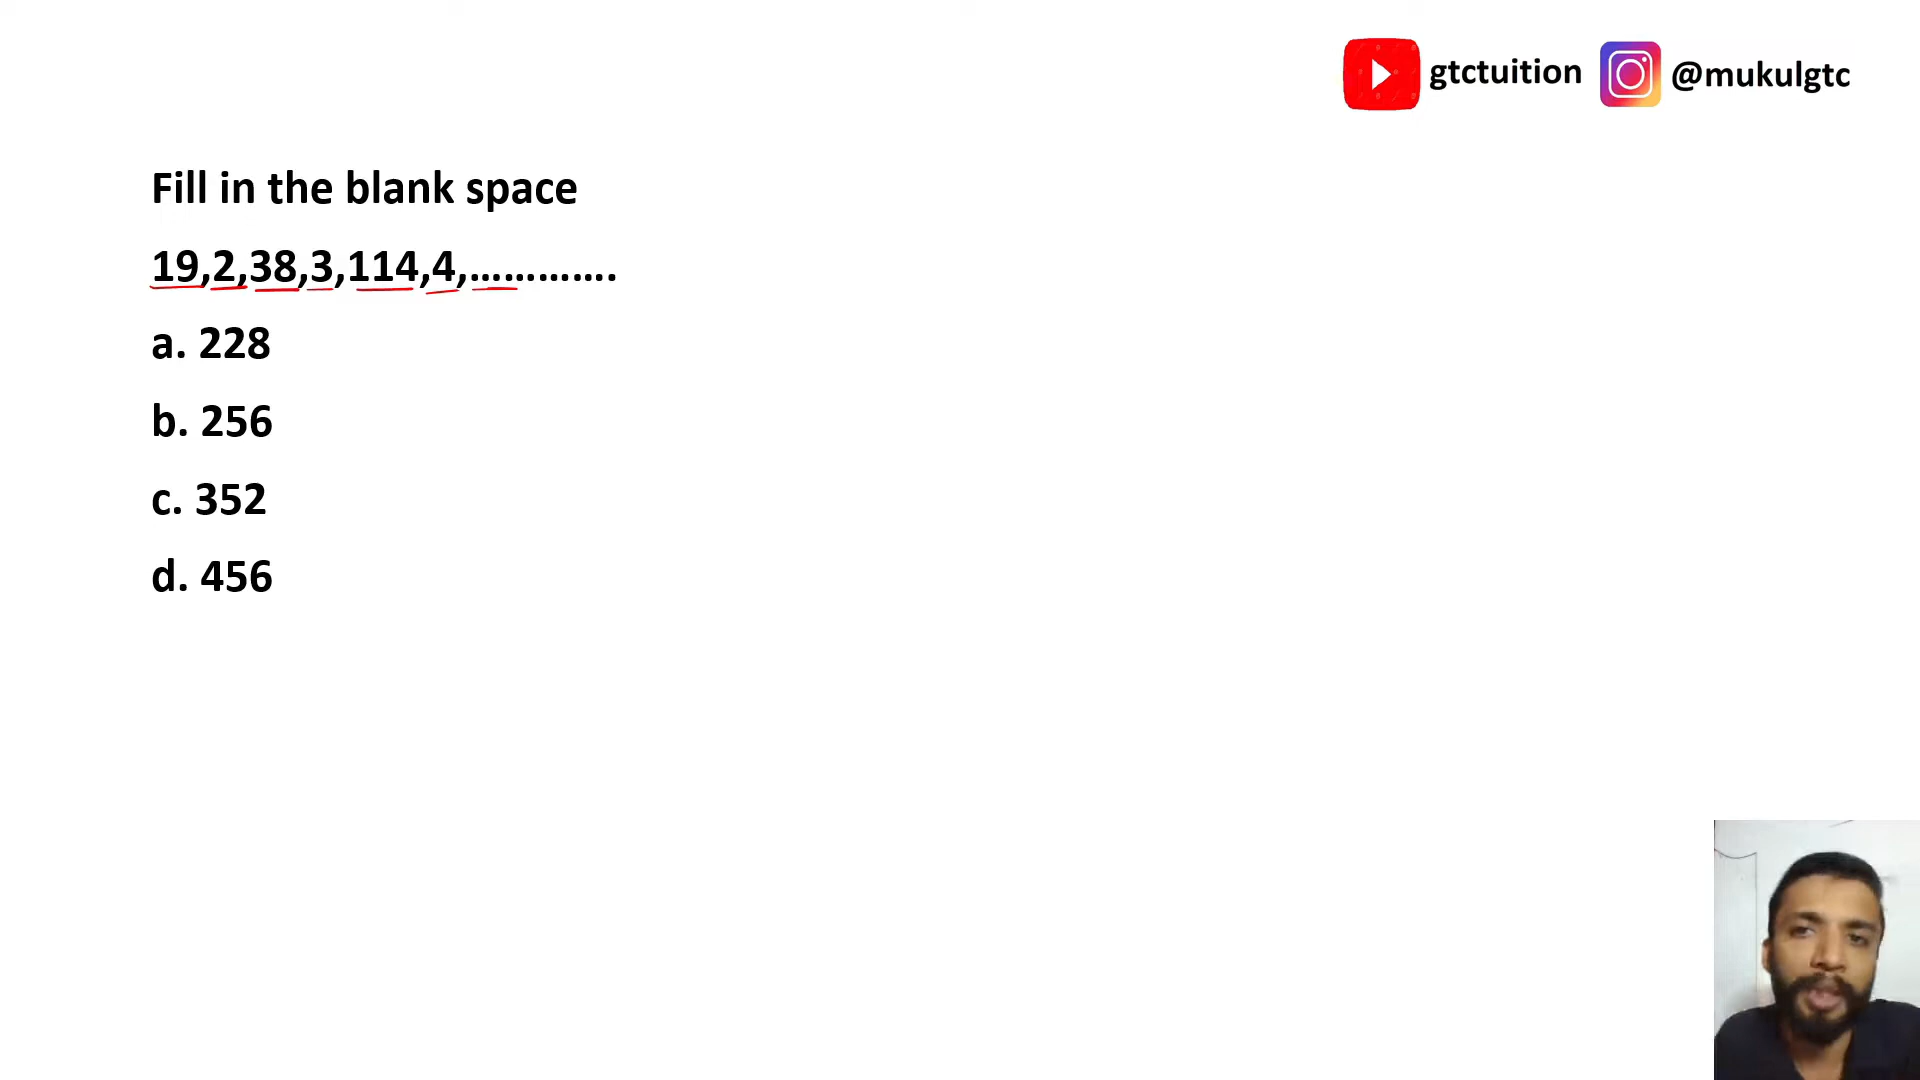 gtctuition @mukulgtc
Fill in the blank space
19,2,38,3,114,4,………….
a. 228
b. 256
c. 352
d. 456